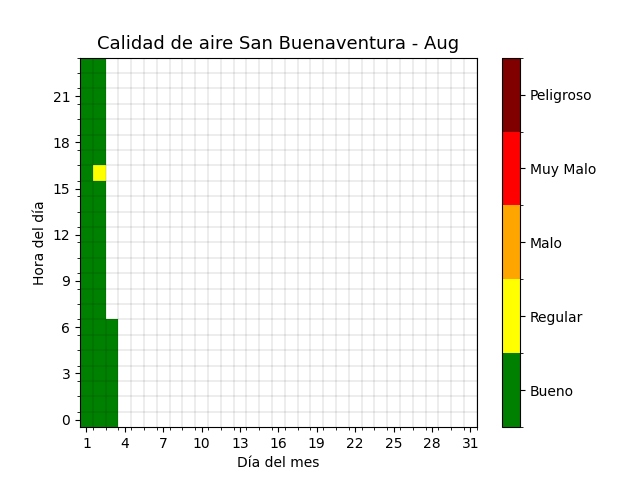 Calidad de aire San Buenaventura - Aug
Hora del día
21
18
15
12
9
6
3
0
1 4 7 10 13 16 19 22 25 28 31
Día del mes
Peligroso
Muy Malo
Malo
Regular
Bueno